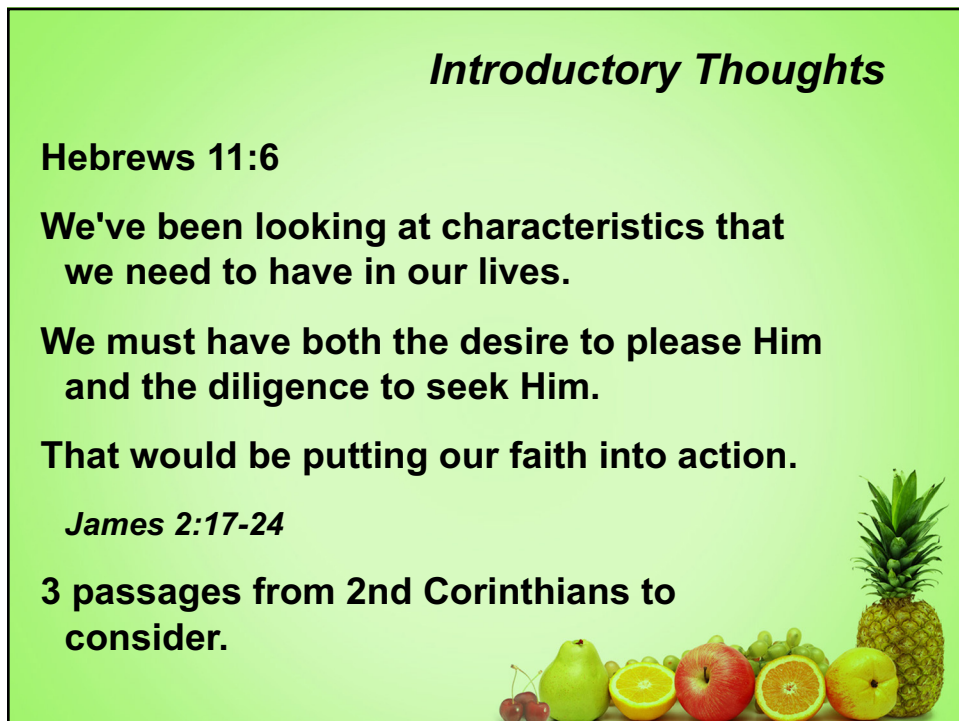 Introductory Thoughts
Hebrews 11:6
We've been looking at characteristics that
we need to have in our lives.
We must have both the desire to please Him
and the diligence to seek Him.
That would be putting our faith into action.
James 2:17-24
3 passages from 2nd Corinthians to
consider.